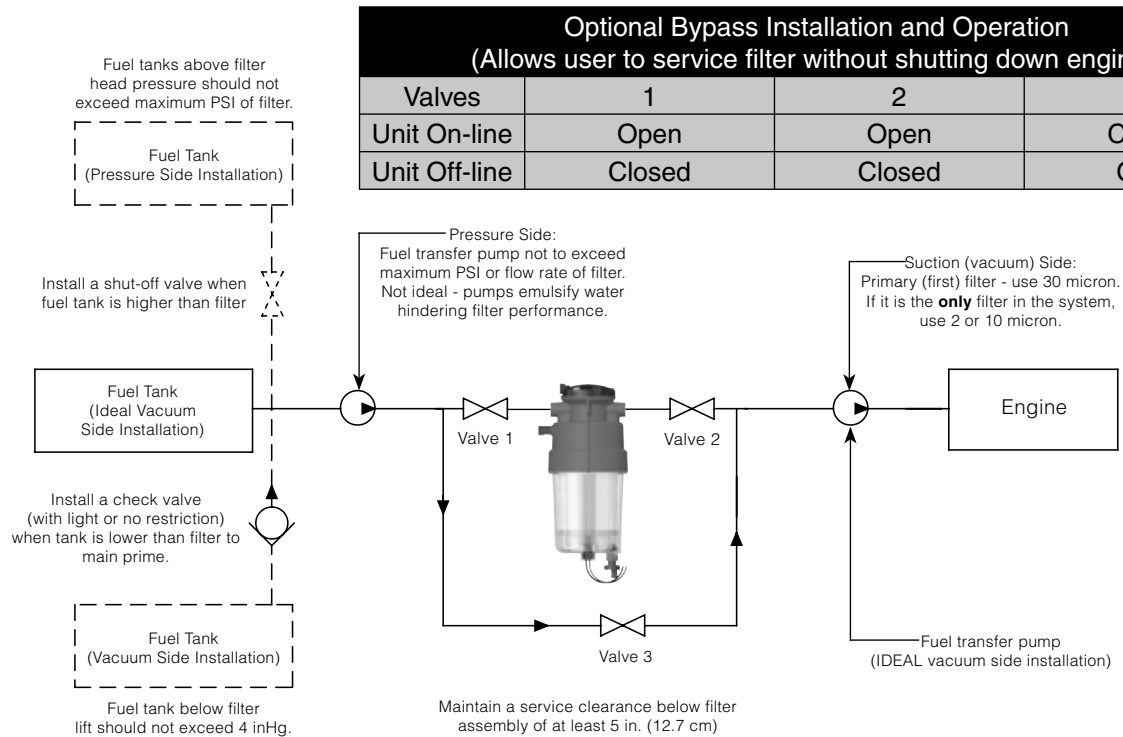 Optional Bypass Installation and Operation
(Allows user to service filter without shutting down
Valves 1 2
Unit On-line Open Open
Unit Off-line Closed Closed
Fuel tanks above filter
head pressure should not
exceed maximum PSI of filter.
Fuel Tank
(Pressure Side Installation)
Install a shut-off valve when
fuel tank is higher than filter
Pressure Side:
Fuel transfer pump not to exceed
maximum PSI or flow rate of filter.
Not ideal - pumps emulsify water
hindering filter performance.
Suction (vacuum) Side:
Primary (first) filter - use 30 micron.
If it is the only filter in the system,
use 2 or 10 micron.
Fuel Tank
(Ideal Vacuum
Side Installation)
Valve 1
Valve 2
Engine
Install a check valve
(with light or no restriction)
when tank is lower than filter to
main prime.
Fuel Tank
(Vacuum Side Installation)
Valve 3
Fuel transfer pump
(IDEAL vacuum side installation)
Fuel tank below filter
lift should not exceed 4 inHg.
Maintain a service clearance below filter
assembly of at least 5 in. (12.7 cm)